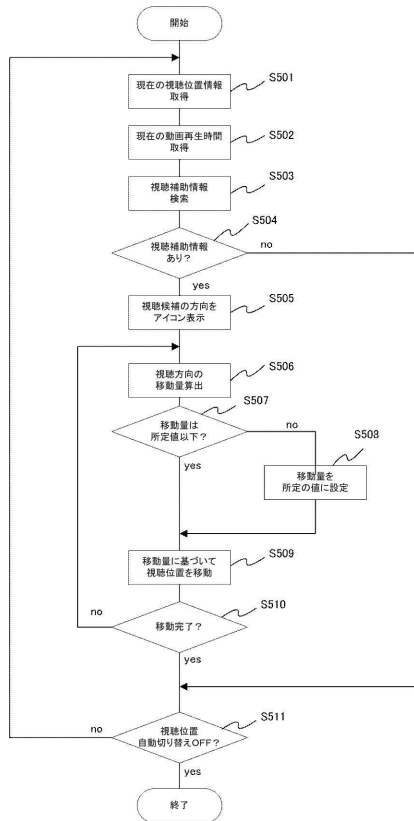 開始
現在の視聴位置情報
取得
S501
現在の動画再生時間
取得
S502
視聴補助情報
検索
S503
視聴補助情報
あり？
S504
no
yes
視聴候補の方向を
アイコン表示
S505
視聴方向の
移動量算出
S506
移動量は
所定値以下？
S507
no
yes
移動量を
所定の値に設定
S508
移動量に基づいて
視聴位置を移動
S509
移動完了？
S510
no
yes
視聴位置
自動切り替えOFF？
S511
no
yes
終了